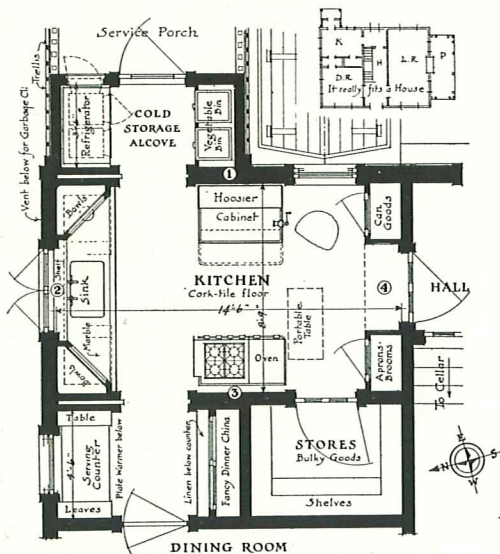 Service Porch
Trellis
Vent below for Garbage Cl.
Refrigerator
COLD
STORAGE
ALCOVE
Vegetable
Bin
Bin
K
H
L.R.
P
D.R.
It really fits a House
1
Bowls
Hoosier
Cabinet
Can
Goods
2
Shelf
Sink
KITCHEN
Cork-tile floor
14'-6"
4
HALL
Marble
Portable
Table
Bowls
Oven
3
Aprons-
Brooms
To Cellar
Table
Serving
Counter
4'-6"
Leaves
Plate Warmer below
Linen below counter
Fancy Dinner China
STORES
Bulky Goods
Shelves
E
N
S
W
DINING ROOM